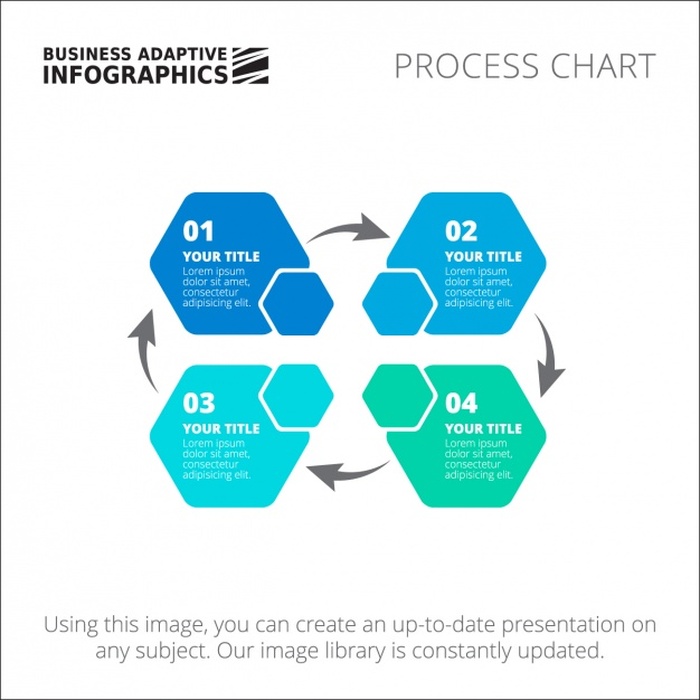 BUSINESS ADAPTIVE
INFOGRAPHICS
PROCESS CHART
01
YOUR TITLE
Lorem ipsum
dolor sit amet,
consectetur
adipisicing elit.
02
YOUR TITLE
Lorem ipsum
dolor sit amet,
consectetur
adipisicing elit.
03
YOUR TITLE
Lorem ipsum
dolor sit amet,
consectetur
adipisicing elit.
04
YOUR TITLE
Lorem ipsum
dolor sit amet,
consectetur
adipisicing elit.
Using this image, you can create an up-to-date presentation on
any subject. Our image library is constantly updated.